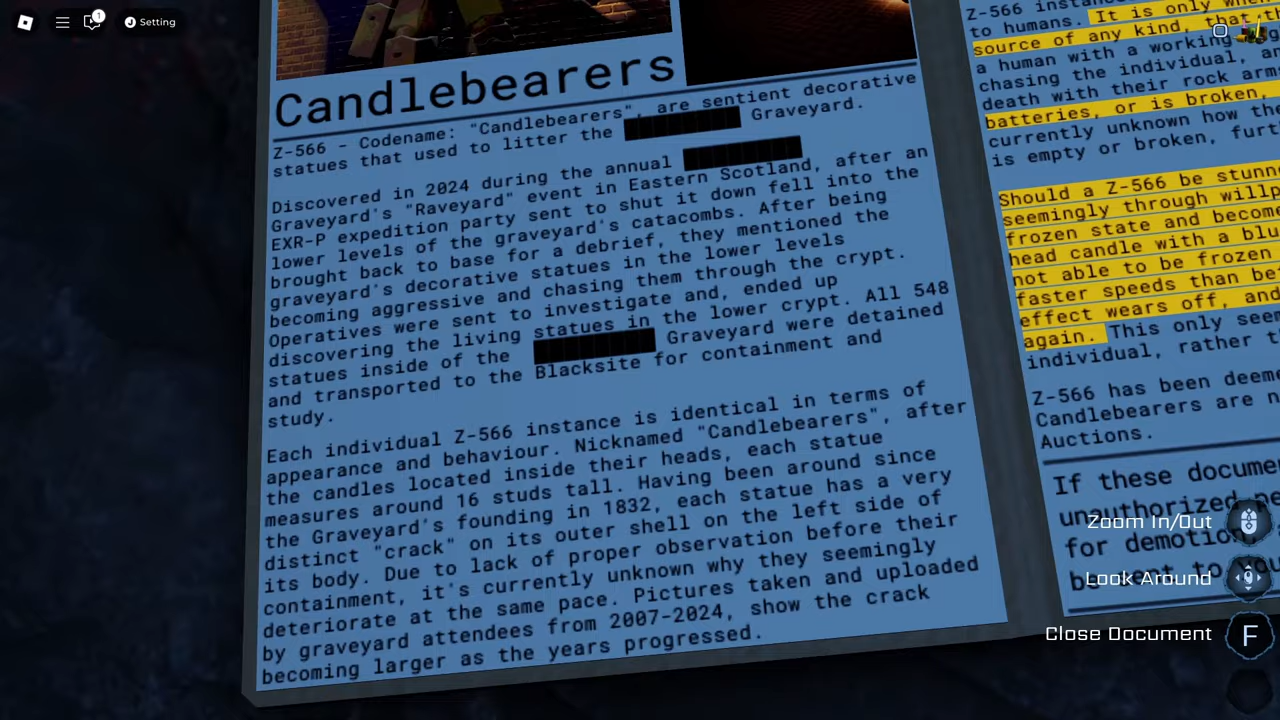 1
Setting
Candlebearers
Z-566 - Codename: "Candlebearers", are sentient decorative
statues that used to litter the Graveyard.
Discovered in 2024 during the annual
Graveyard's "Raveyard" event in Eastern Scotland, after an
EXR-P expedition party sent to shut it down fell into the
lower levels of the graveyard's catacombs. After being
brought back to base for a debrief, they mentioned the
graveyard's decorative statues in the lower levels
becoming aggressive and chasing them through the crypt.
Operatives were sent to investigate and, ended up
discovering the living statues in the lower crypt. All 548
statues inside of the Graveyard were detained
and transported to the Blacksite for containment and
study.
Each individual Z-566 instance is identical in terms of
appearance and behaviour. Nicknamed "Candlebearers", after
the candles located inside their heads, each statue
measures around 16 studs tall. Having been around since
the Graveyard's founding in 1832, each statue has a very
distinct "crack" on its outer shell on the left side of
its body. Due to lack of proper observation before their
containment, it's currently unknown why they seemingly
deteriorate at the same pace. Pictures taken and uploaded
by graveyard attendees from 2007-2024, show the crack
becoming larger as the years progressed.
Z-566
to humans. It is only
source of any kind, that
a human with a working
chasing the individual,
death with their rock
batteries, or is broken,
currently unknown how
is empty or broken,
Should a Z-566 be
seemingly through
frozen state and
head candle with a
not able to be frozen
faster speeds than
effect wears off, and
again. This only
individual, rather
Z-566 has been deemed
Candlebearers are
Auctions.
If these
unauthorized
for
Zoom In/Out
Look Around
Close Document
F